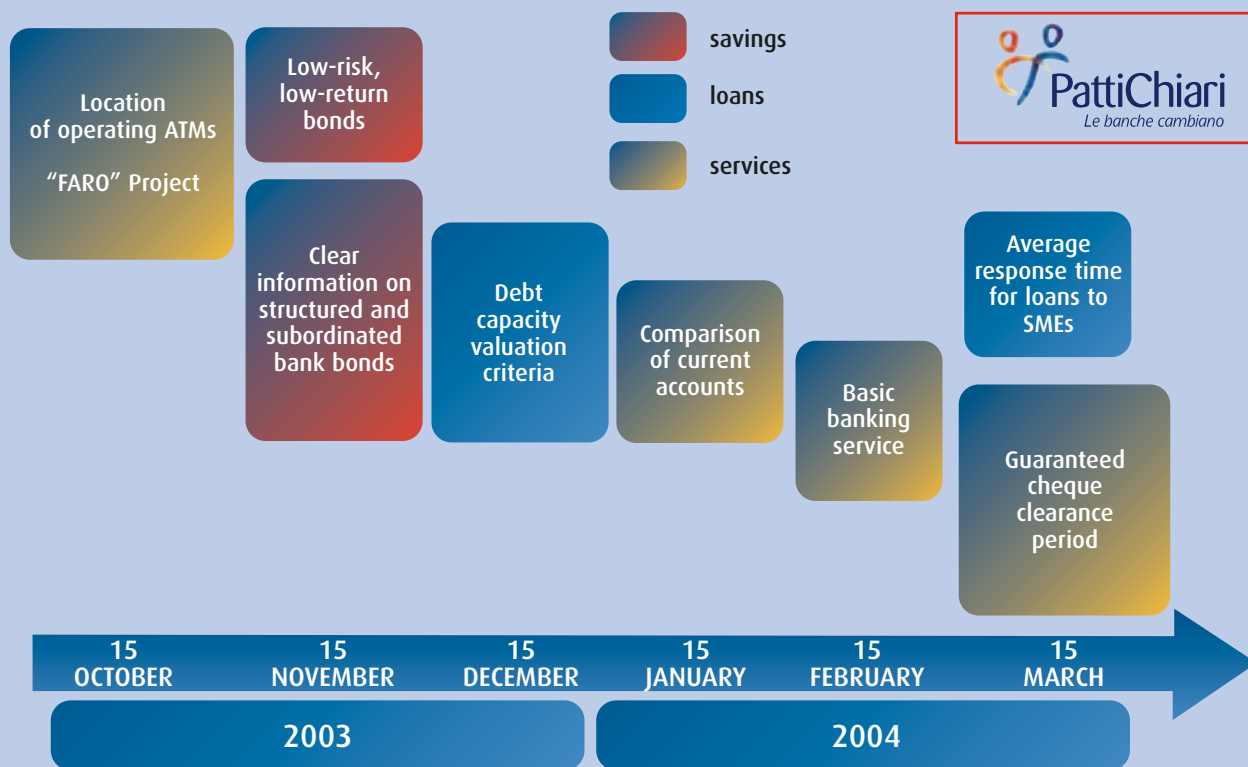 Location
of operating ATMs
“FARO” Project
Low-risk,
low-return
bonds
Clear
information on
structured and
subordinated
bank bonds
savings
loans
services
PattiChiari
Le banche cambiano
Debt
capacity
valuation
criteria
Comparison
of current
accounts
Basic
banking
service
Average
response time
for loans to
SMEs
Guaranteed
cheque
clearance
period
15
OCTOBER
15
NOVEMBER
15
DECEMBER
15
JANUARY
15
FEBRUARY
15
MARCH
2003
2004